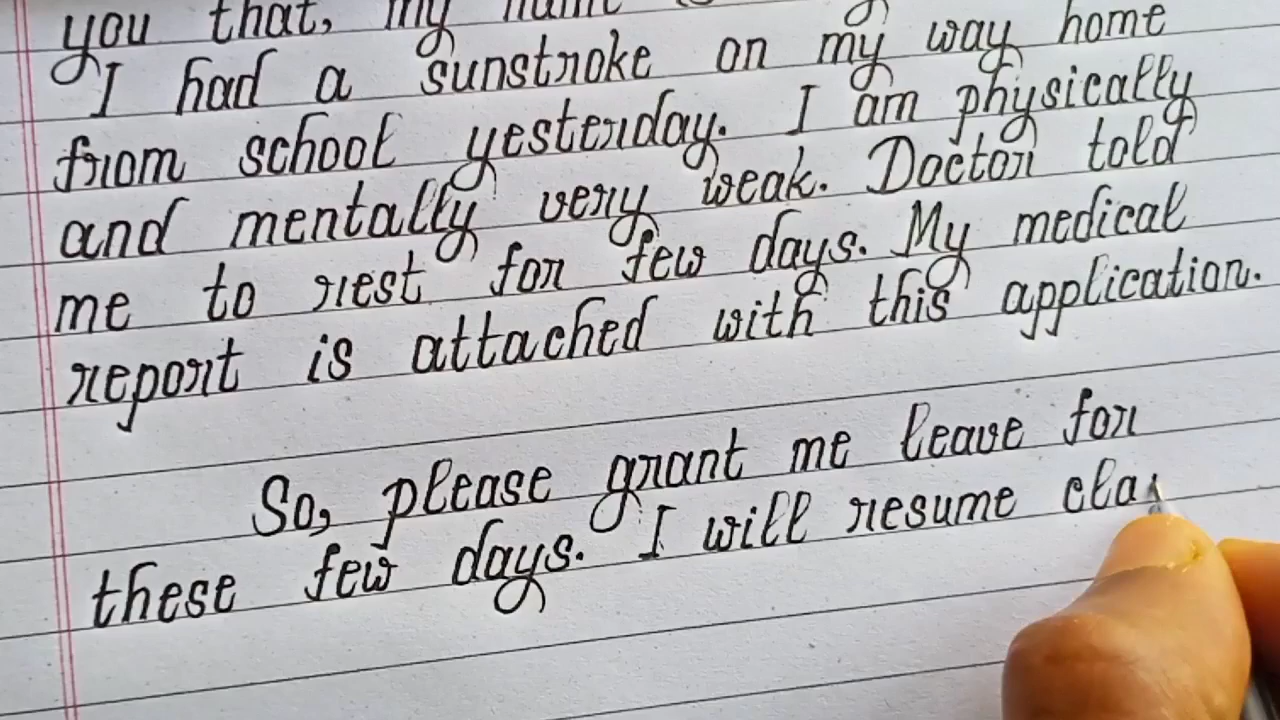 you that, my name
I had a sunstroke on my way home
from school yesterday. I am physically
and mentally very weak. Doctor told
me to rest for few days. My medical
report is attached with this application.
So, please grant me leave for
these few days. I will resume